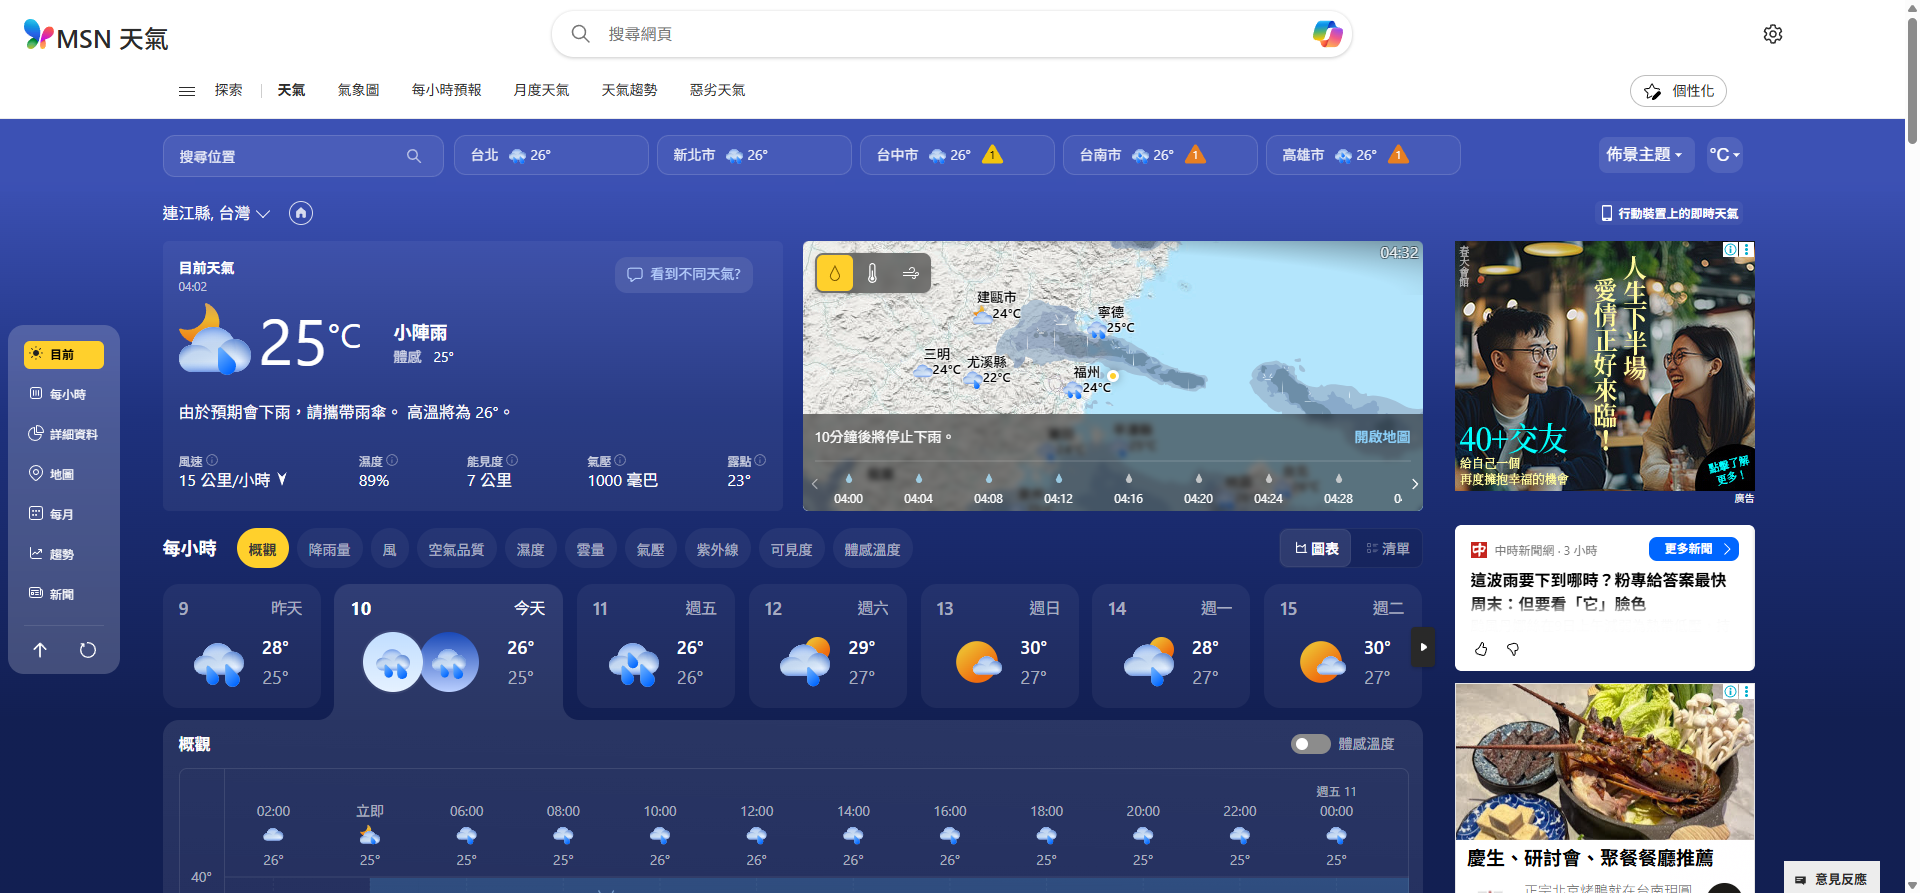 MSN 天氣
搜尋網頁
探索
天氣
氣象圖
每小時預報
月度天氣
天氣趨勢
惡劣天氣
個性化
搜尋位置
台北 26°
新北市 26°
台中市 26° 1
台南市 26° 1
高雄市 26° 1
佈景主題
°C
連江縣, 台灣
行動裝置上的即時天氣
目前
每小時
詳細資料
地圖
每月
趨勢
新聞
目前天氣
04:02
看到不同天氣?
25°C
小陣雨
體感 25°
由於預期會下雨，請攜帶雨傘。 高溫將為 26°。
風速
15 公里/小時
濕度
89%
能見度
7 公里
氣壓
1000 毫巴
露點
23°
04:32
建甌市
24°C
寧德
25°C
三明
24°C
尤溪縣
22°C
福州
24°C
10分鐘後將停止下雨。
開啟地圖
04:00 04:04 04:08 04:12 04:16 04:20 04:24 04:28
春天會館
人生下半場
愛情正好來臨！
40+交友
給自己一個
再度擁抱幸福的機會
點擊了解
更多！
廣告
每小時
概觀
降雨量
風
空氣品質
濕度
雲量
氣壓
紫外線
可見度
體感溫度
圖表
清單
9 昨天
28°
25°
10 今天
26°
25°
11 週五
26°
26°
12 週六
29°
27°
13 週日
30°
27°
14 週一
28°
27°
15 週二
30°
27°
中
中時新聞網 · 3 小時
更多新聞
這波雨要下到哪時？粉專給答案最快
周末：但要看「它」臉色
概觀
體感溫度
週五 11
02:00 立即 06:00 08:00 10:00 12:00 14:00 16:00 18:00 20:00 22:00 00:00
26° 25° 25° 25° 26° 26° 26° 26° 25° 25° 25° 25°
40°
慶生、研討會、聚餐餐廳推薦
正宗北京烤鴨就在台南玥圓
意見反應